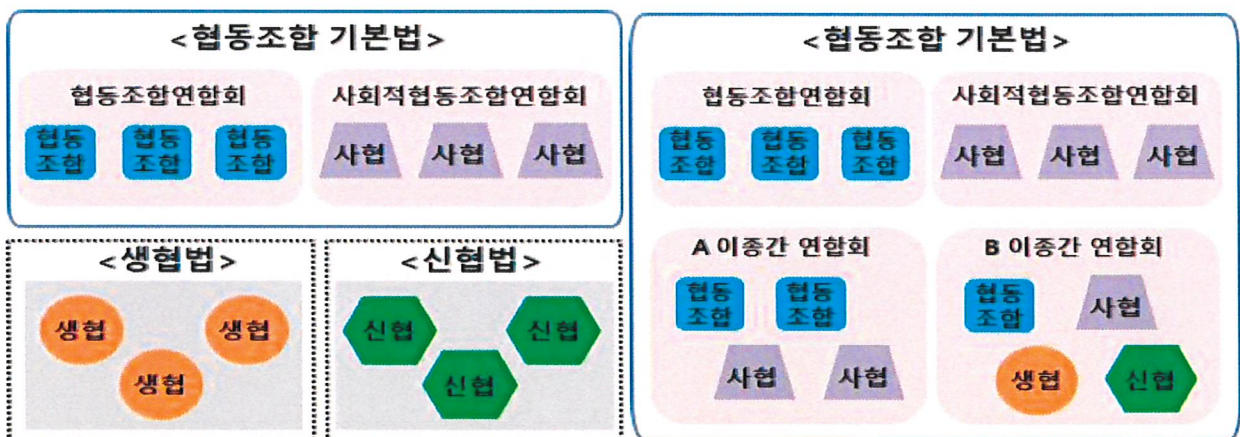 <협동조합 기본법>
협동조합연합회
협동
조합
협동
조합
협동
조합
사회적협동조합연합회
사협
사협
사협
<생협법>
생협
생협
생협
<신협법>
신협
신협
신협
<협동조합 기본법>
협동조합연합회
협동
조합
협동
조합
협동
조합
사회적협동조합연합회
사협
사협
사협
A 이종간 연합회
협동
조합
협동
조합
사협
사협
B 이종간 연합회
협동
조합
사협
생협
신협